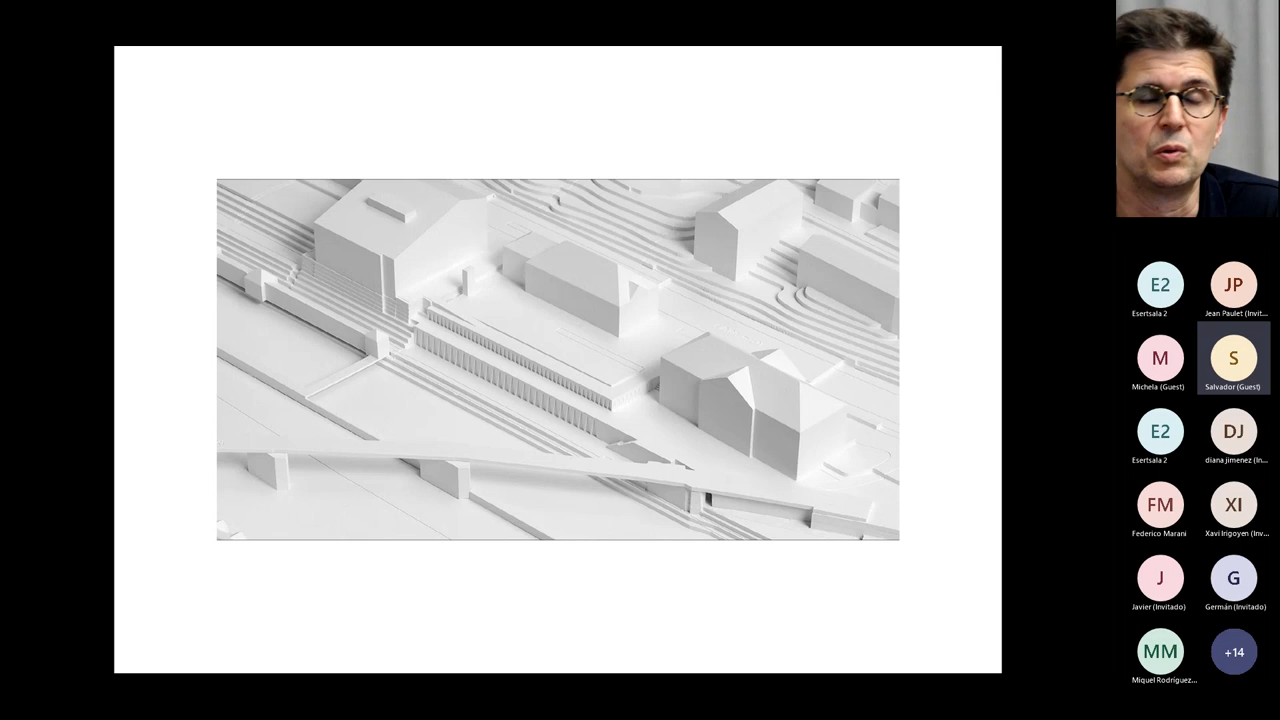 E2
Esertsala 2
JP
Jean Paulet (Invit...
M
Michela (Guest)
S
Salvador (Guest)
E2
Esertsala 2
DJ
diana jimenez (In...
FM
Federico Marani
XI
Xavi Irigoyen (Inv...
J
Javier (Invitado)
G
Germán (Invitado)
MM
Miquel Rodríguez...
+14